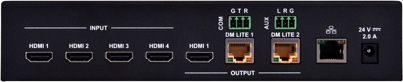 G T R
L R G
COM
AUX
INPUT
24 V
2.0 A
HDMI 1
HDMI 2
HDMI 3
HDMI 4
HDMI 1
DM LITE 1
DM LITE 2
OUTPUT